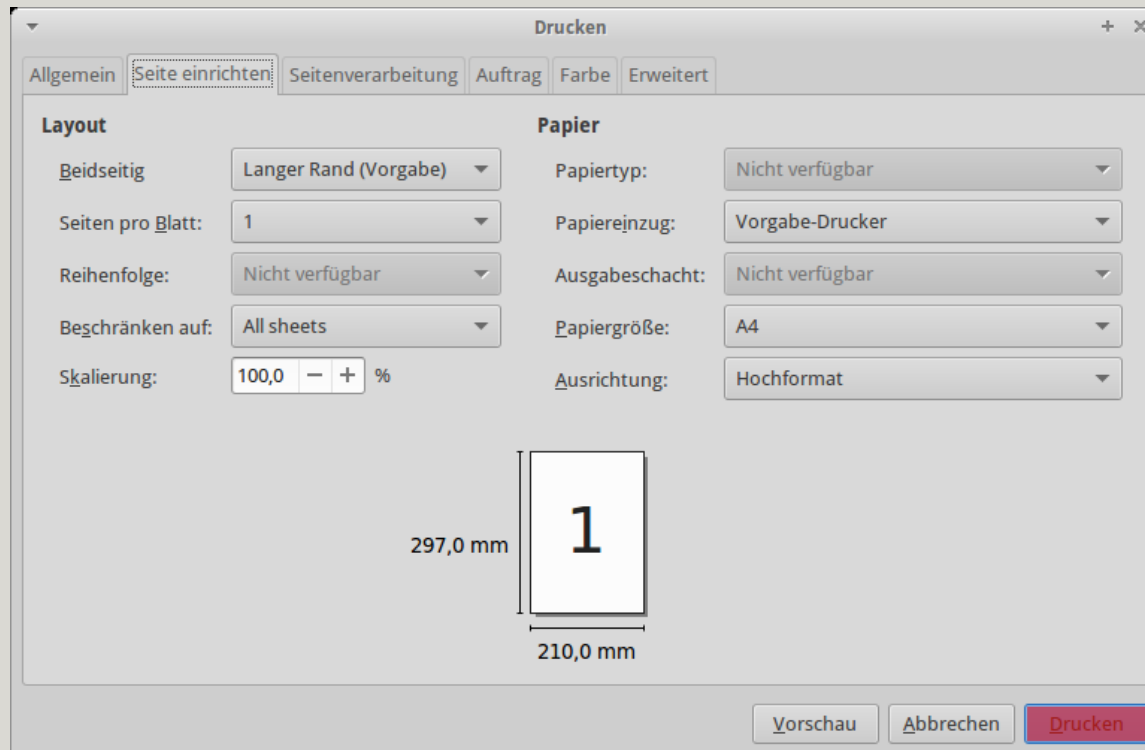 Drucken
Allgemein Seite einrichten Seitenverarbeitung Auftrag Farbe Erweitert
Layout
Beidseitig Langer Rand (Vorgabe)
Seiten pro Blatt: 1
Reihenfolge: Nicht verfügbar
Beschränken auf: All sheets
Skalierung: 100,0 − + %
Papier
Papiertyp: Nicht verfügbar
Papiereinzug: Vorgabe-Drucker
Ausgabeschacht: Nicht verfügbar
Papiergröße: A4
Ausrichtung: Hochformat
1
297,0 mm
210,0 mm
Vorschau Abbrechen Drucken